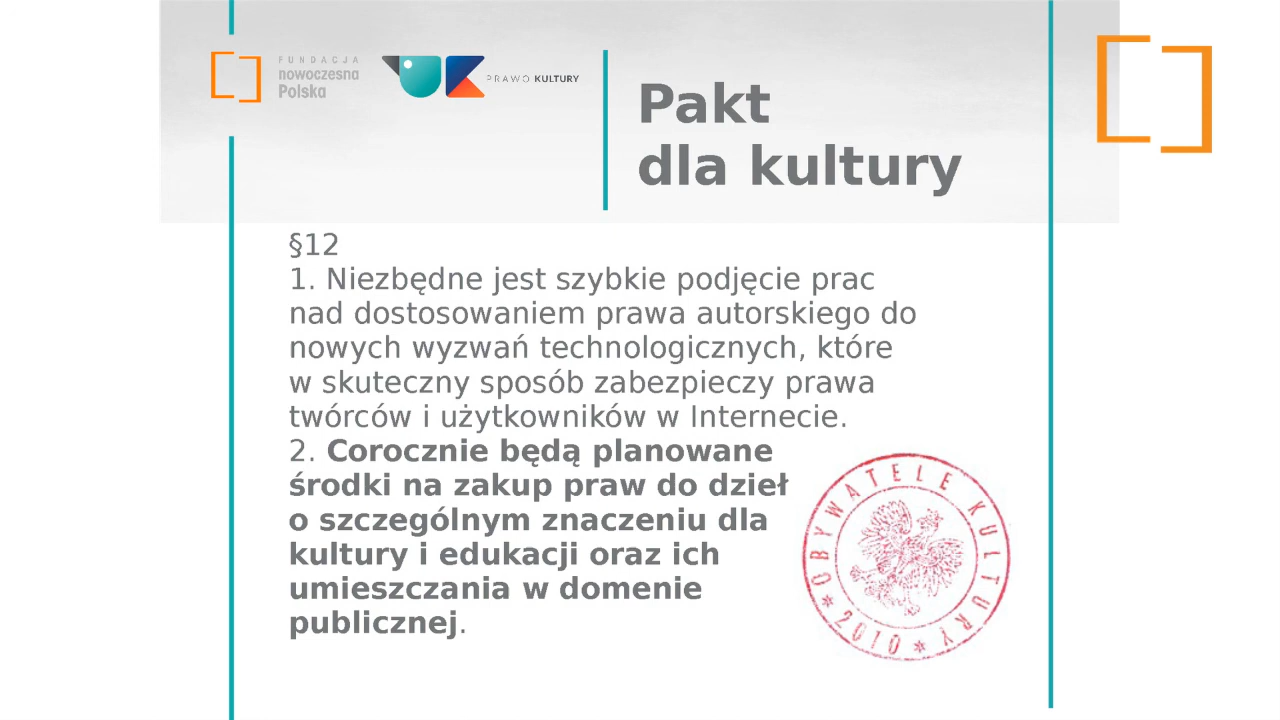 FUNDACJA
nowoczesna
Polska
PRAWO KULTURY
Pakt
dla kultury
§12
1. Niezbędne jest szybkie podjęcie prac
nad dostosowaniem prawa autorskiego do
nowych wyzwań technologicznych, które
w skuteczny sposób zabezpieczy prawa
twórców i użytkowników w Internecie.
2. Corocznie będą planowane
środki na zakup praw do dzieł
o szczególnym znaczeniu dla
kultury i edukacji oraz ich
umieszczania w domenie
publicznej.
OBYWATELE KULTURY
* 2010 *